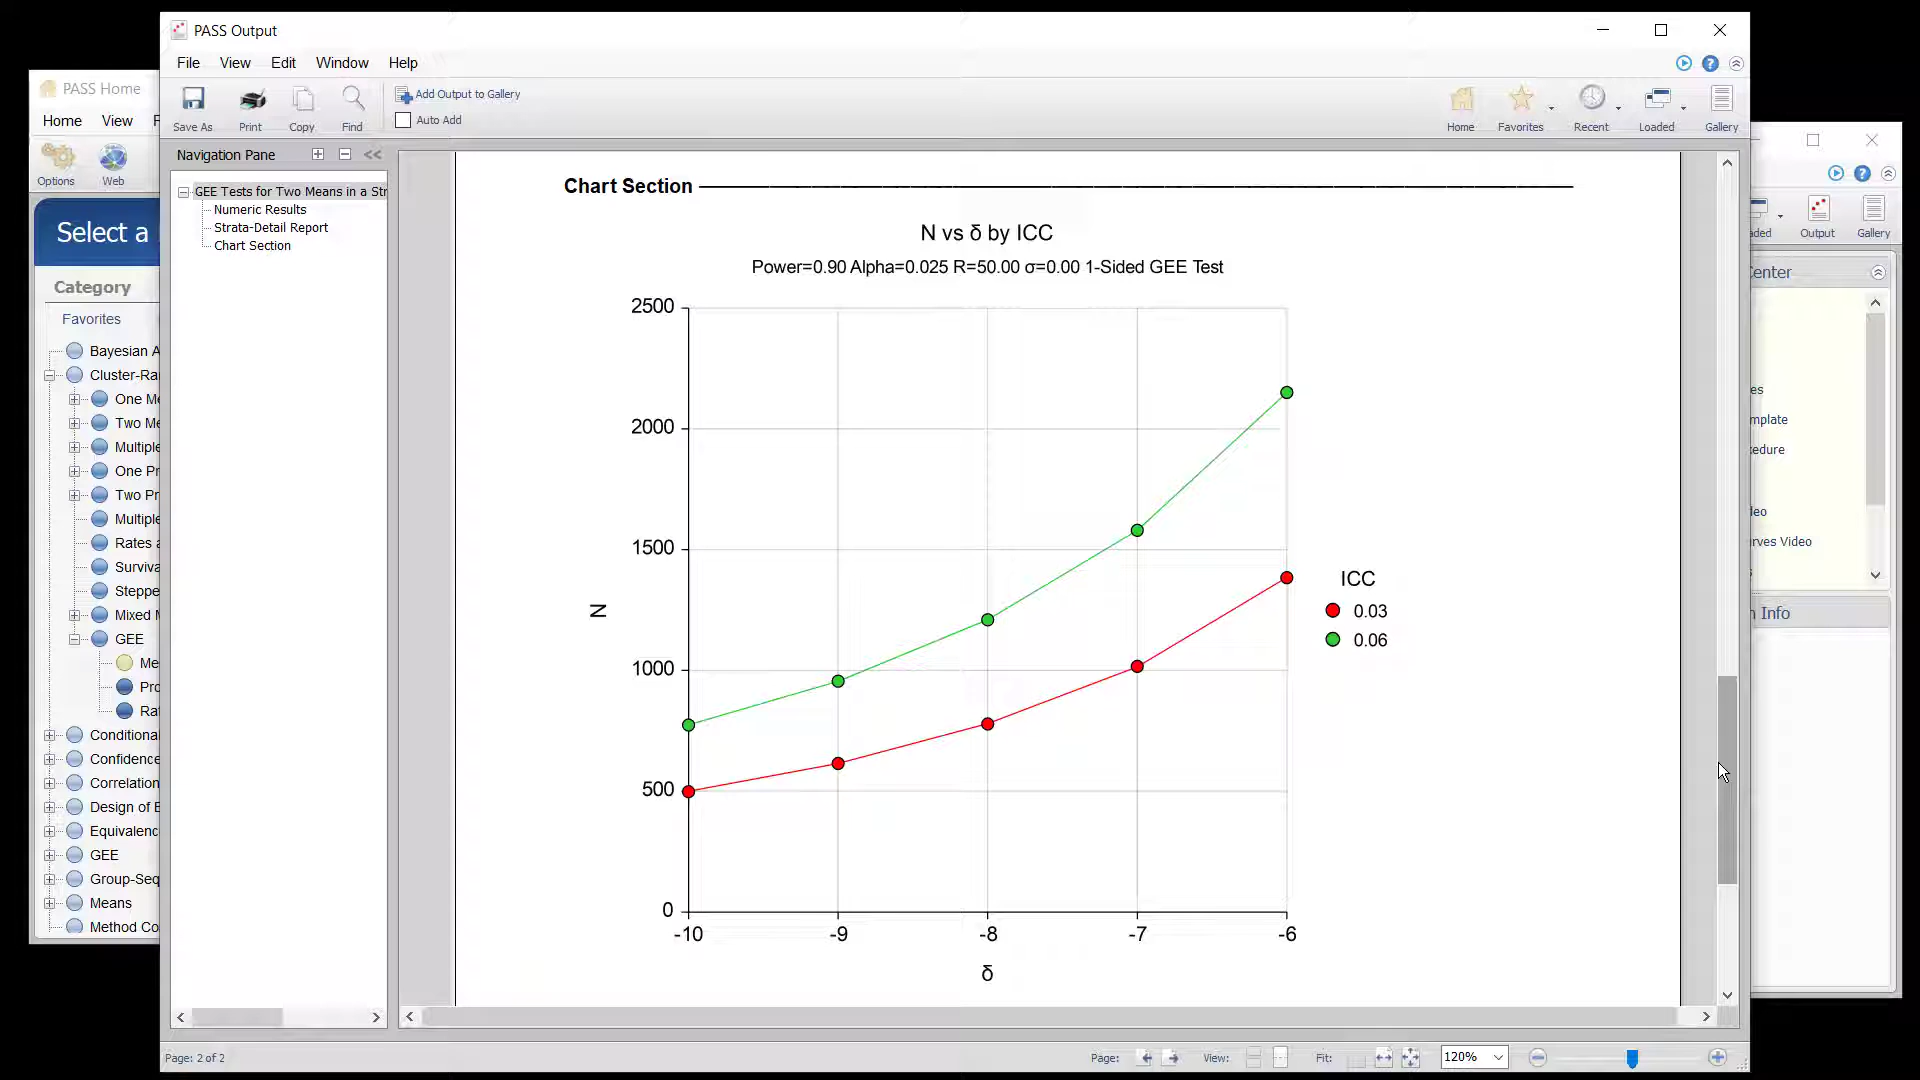 PASS Output
File View Edit Window Help
Save As Print Copy Find
Add Output to Gallery
Auto Add
Home Favorites Recent Loaded Gallery
Navigation Pane
GEE Tests for Two Means in a Str
Numeric Results
Strata-Detail Report
Chart Section
Chart Section
N vs δ by ICC
Power=0.90 Alpha=0.025 R=50.00 σ=0.00 1-Sided GEE Test
2500
2000
1500
1000
500
0
N
-10 -9 -8 -7 -6
δ
ICC
0.03
0.06
Page: 2 of 2
Page: View: Fit: 120%
PASS Home
Home View F
Options Web
Select a
Category
Favorites
Bayesian A
Cluster-Ra
One Me
Two Me
Multiple
One Pr
Two Pr
Multiple
Rates a
Surviva
Steppe
Mixed M
GEE
Me
Pro
Ra
Conditional
Confidence
Correlation
Design of E
Equivalenc
GEE
Group-Seq
Means
Method Co
aded Output Gallery
Center
es
mplate
cedure
deo
rves Video
n Info